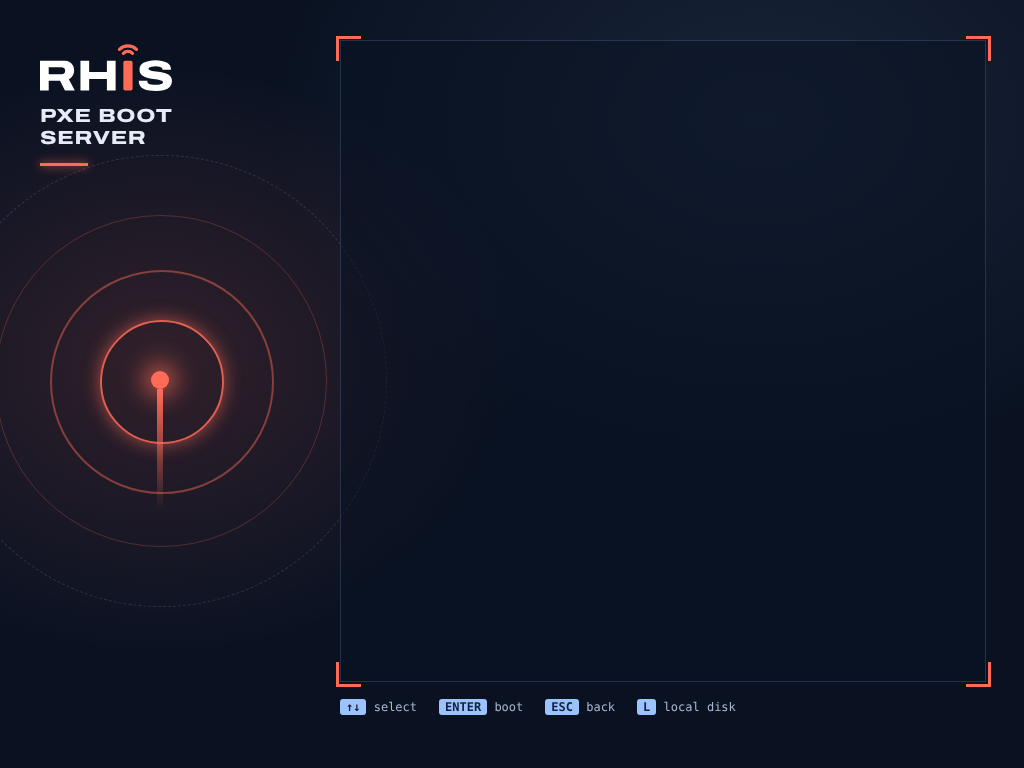 RHiS
PXE BOOT
SERVER
↑↓ select ENTER boot ESC back L local disk